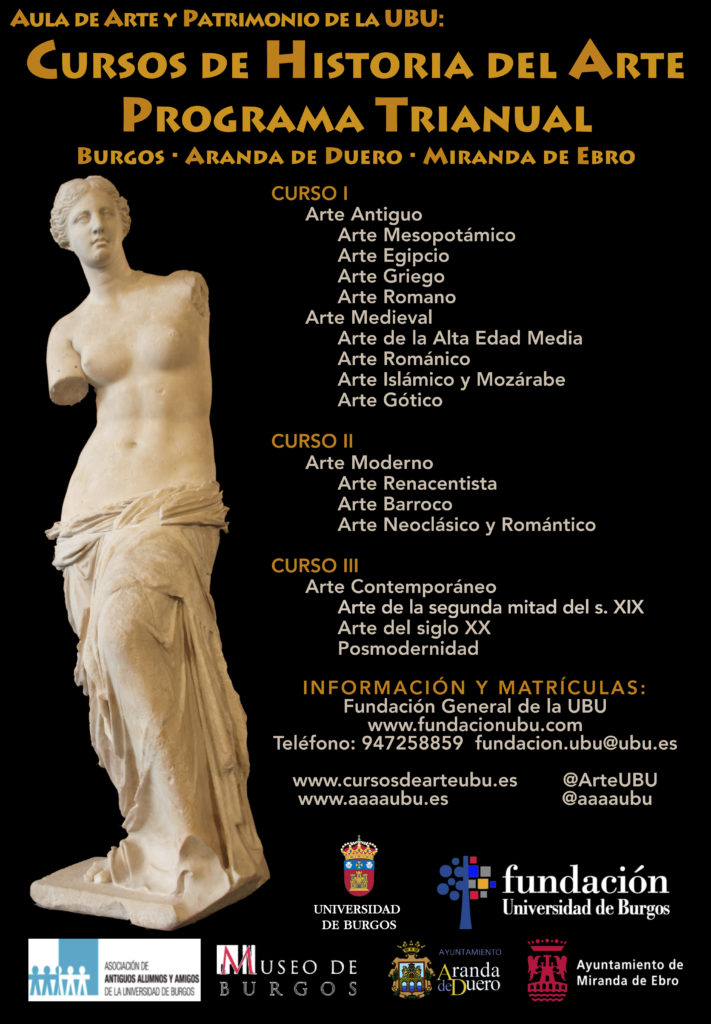 Aula de Arte y Patrimonio de la UBU:
Cursos de Historia del Arte
Programa Trianual
Burgos · Aranda de Duero · Miranda de Ebro
CURSO I
Arte Antiguo
Arte Mesopotámico
Arte Egipcio
Arte Griego
Arte Romano
Arte Medieval
Arte de la Alta Edad Media
Arte Románico
Arte Islámico y Mozárabe
Arte Gótico
CURSO II
Arte Moderno
Arte Renacentista
Arte Barroco
Arte Neoclásico y Romántico
CURSO III
Arte Contemporáneo
Arte de la segunda mitad del s. XIX
Arte del siglo XX
Posmodernidad
INFORMACIÓN Y MATRÍCULAS:
Fundación General de la UBU
www.fundacionubu.com
Teléfono: 947258859 fundacion.ubu@ubu.es
www.cursosdearteubu.es @ArteUBU
www.aaaaubu.es @aaaaubu
UNIVERSIDAD
DE BURGOS
fundación
Universidad de Burgos
ASOCIACIÓN DE
ANTIGUOS ALUMNOS Y AMIGOS
DE LA UNIVERSIDAD DE BURGOS
MUSEO DE
BURGOS
AYUNTAMIENTO
Aranda
de Duero
Ayuntamiento de
Miranda de Ebro